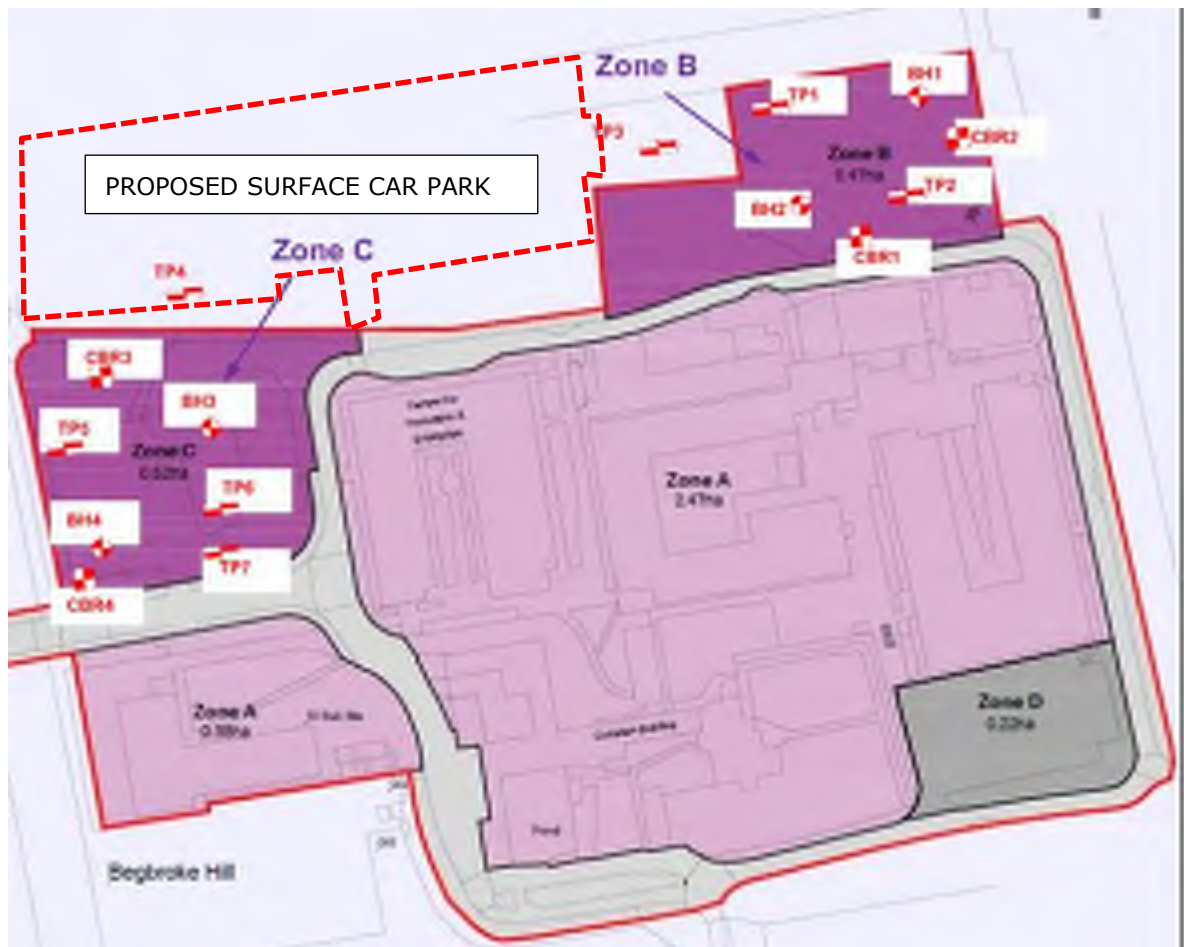 Zone B
BH1
TP1
CBR2
Zone B
0.47ha
TP2
BH2
CBR1
PROPOSED SURFACE CAR PARK
Zone C
TP4
CBR3
BH3
TP5
Zone C
TP6
BH4
TP7
CBR4
Zone A
2.47ha
Zone A
Zone D
0.22ha
Pond
Begbroke Hill